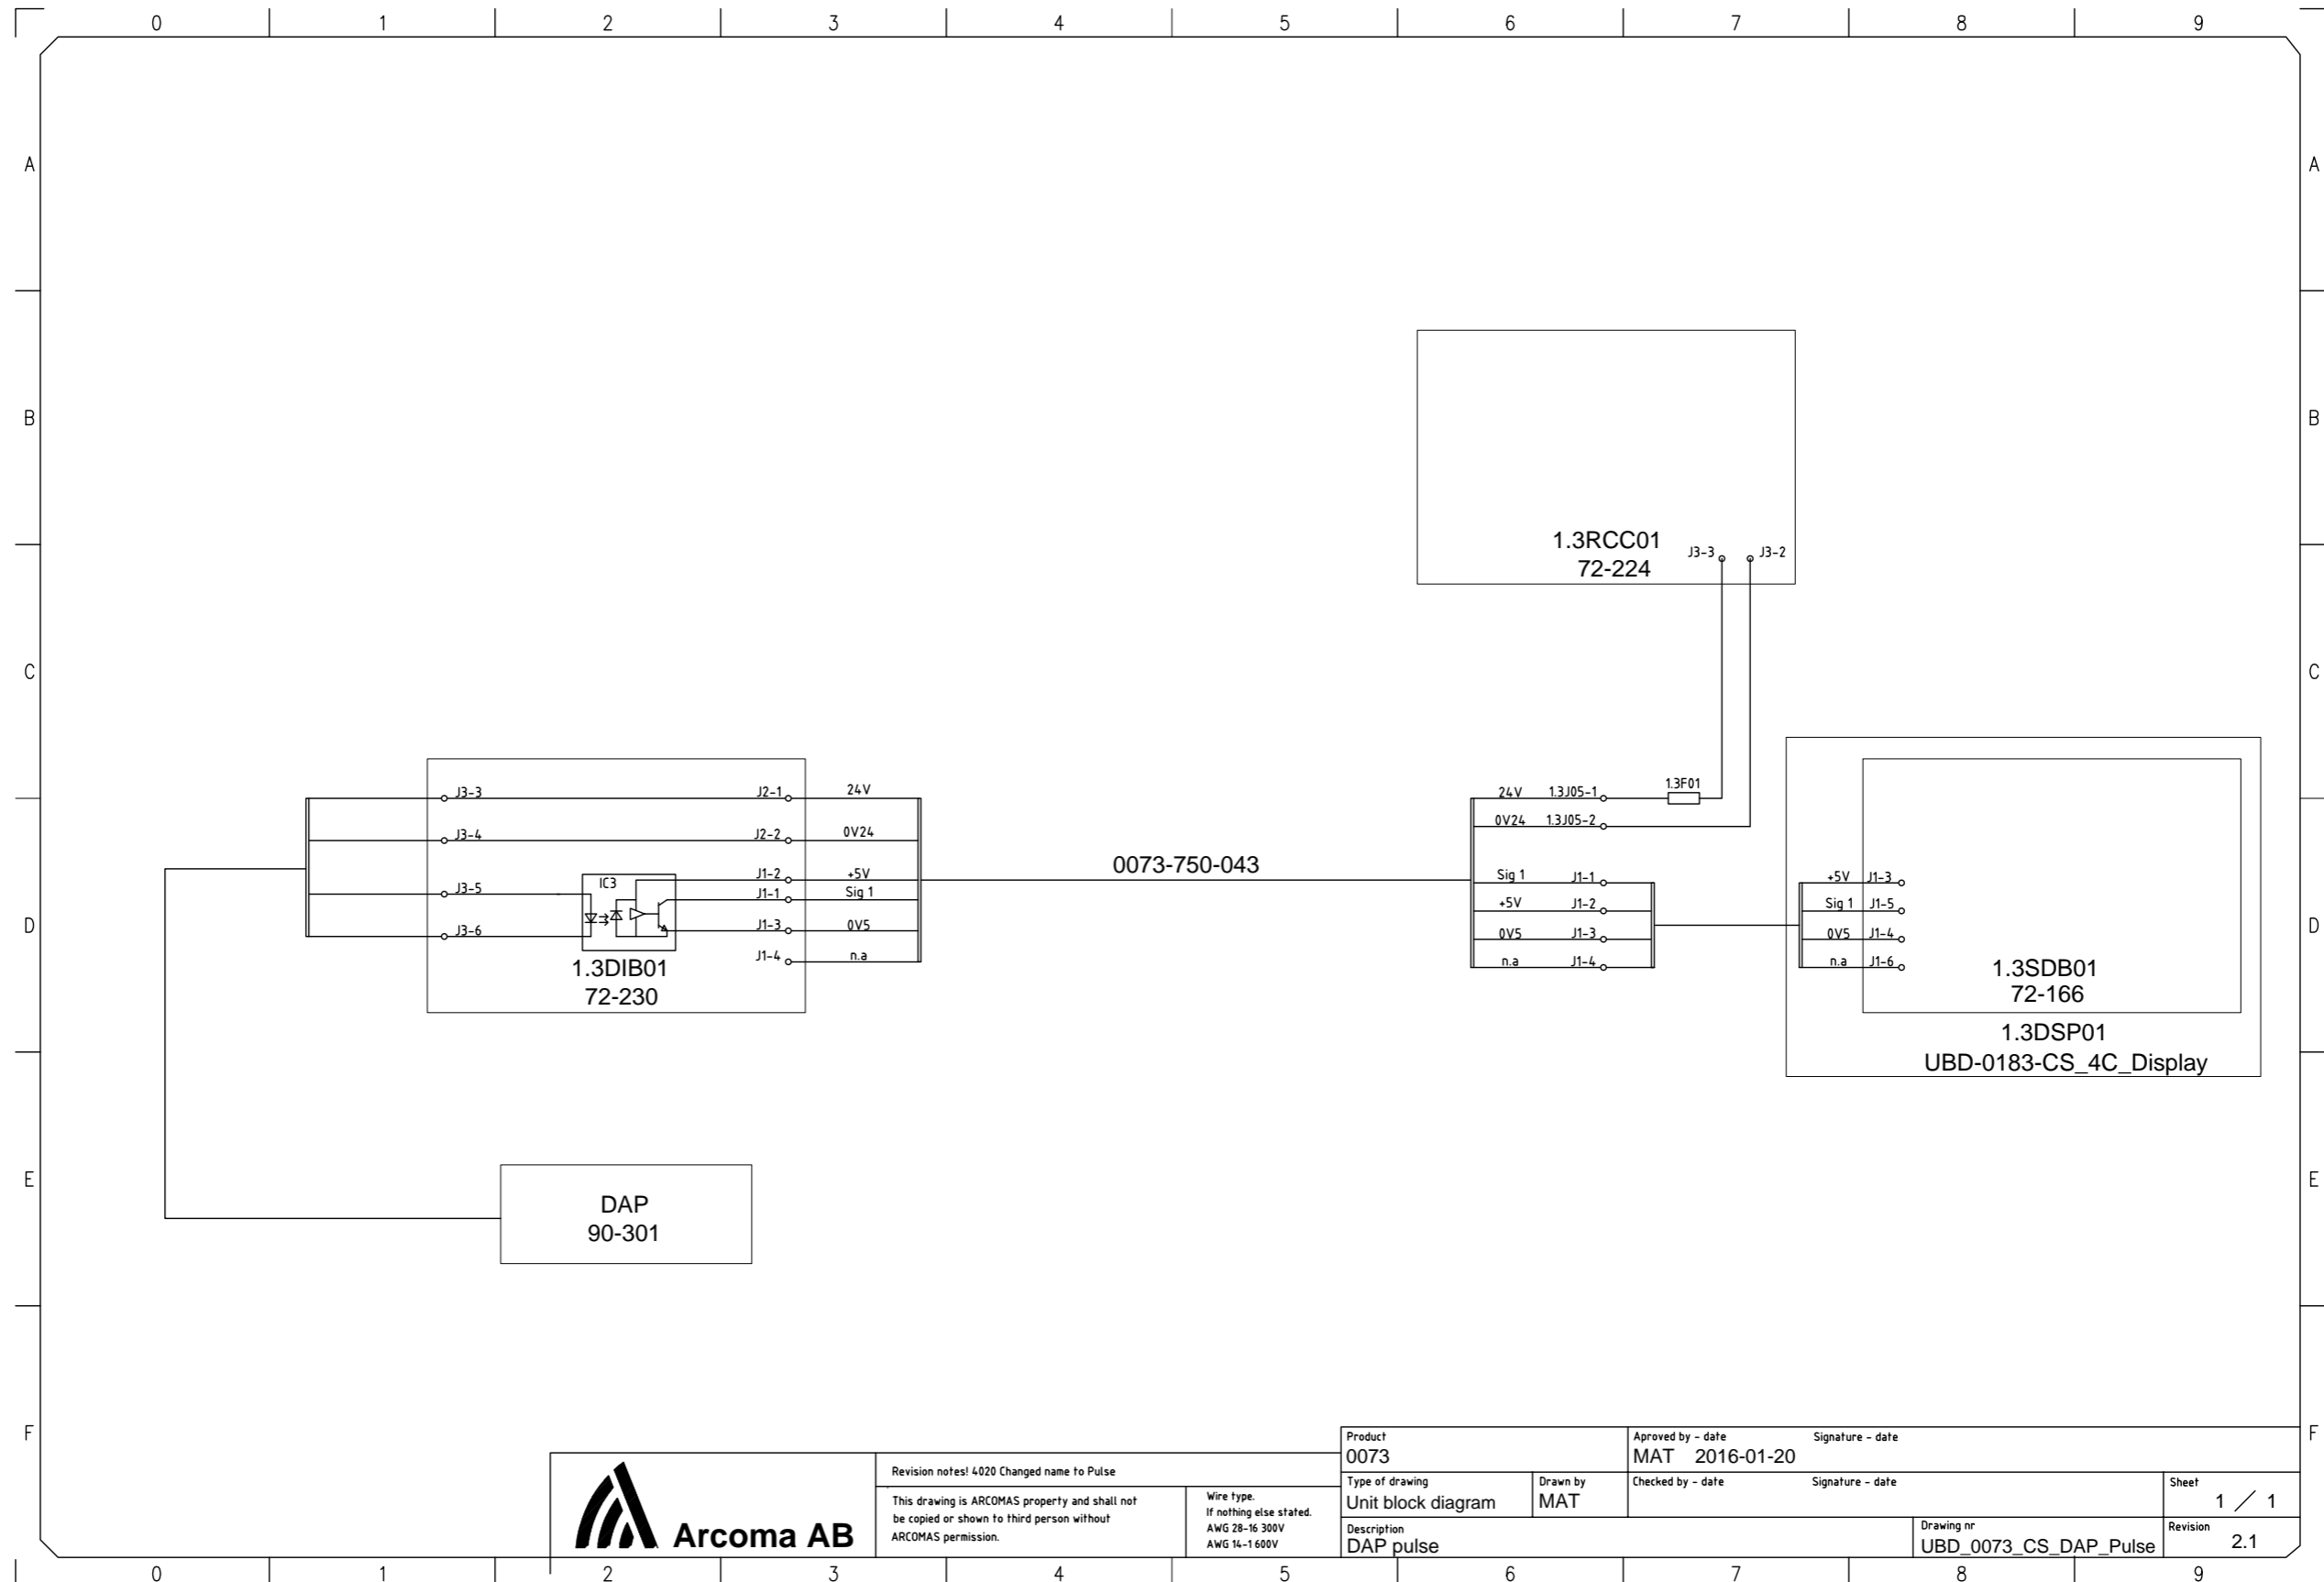 0 1 2 3 4 5 6 7 8 9
A A
B B
1.3RCC01
72-224
J3-3 J3-2
C C
J3-3 J2-1 24V
J3-4 J2-2 0V24
IC3
J1-2 +5V
J3-5 J1-1 Sig 1
J3-6 J1-3 0V5
J1-4 n.a
1.3DIB01
72-230
0073-750-043
24V 1.3J05-1 1.3F01
0V24 1.3J05-2
Sig 1 J1-1
+5V J1-2
0V5 J1-3
n.a J1-4
+5V J1-3
Sig 1 J1-5
0V5 J1-4
n.a J1-6
1.3SDB01
72-166
1.3DSP01
UBD-0183-CS_4C_Display
D D
E E
DAP
90-301
F F
Arcoma AB
Revision notes! 4020 Changed name to Pulse
This drawing is ARCOMAS property and shall not
be copied or shown to third person without
ARCOMAS permission.
Wire type.
If nothing else stated.
AWG 28-16 300V
AWG 14-1 600V
Product
0073
Aproved by - date Signature - date
MAT 2016-01-20
Type of drawing
Unit block diagram
Drawn by
MAT
Checked by - date Signature - date
Sheet
1 / 1
Description
DAP pulse
Drawing nr
UBD_0073_CS_DAP_Pulse
Revision
2.1
0 1 2 3 4 5 6 7 8 9